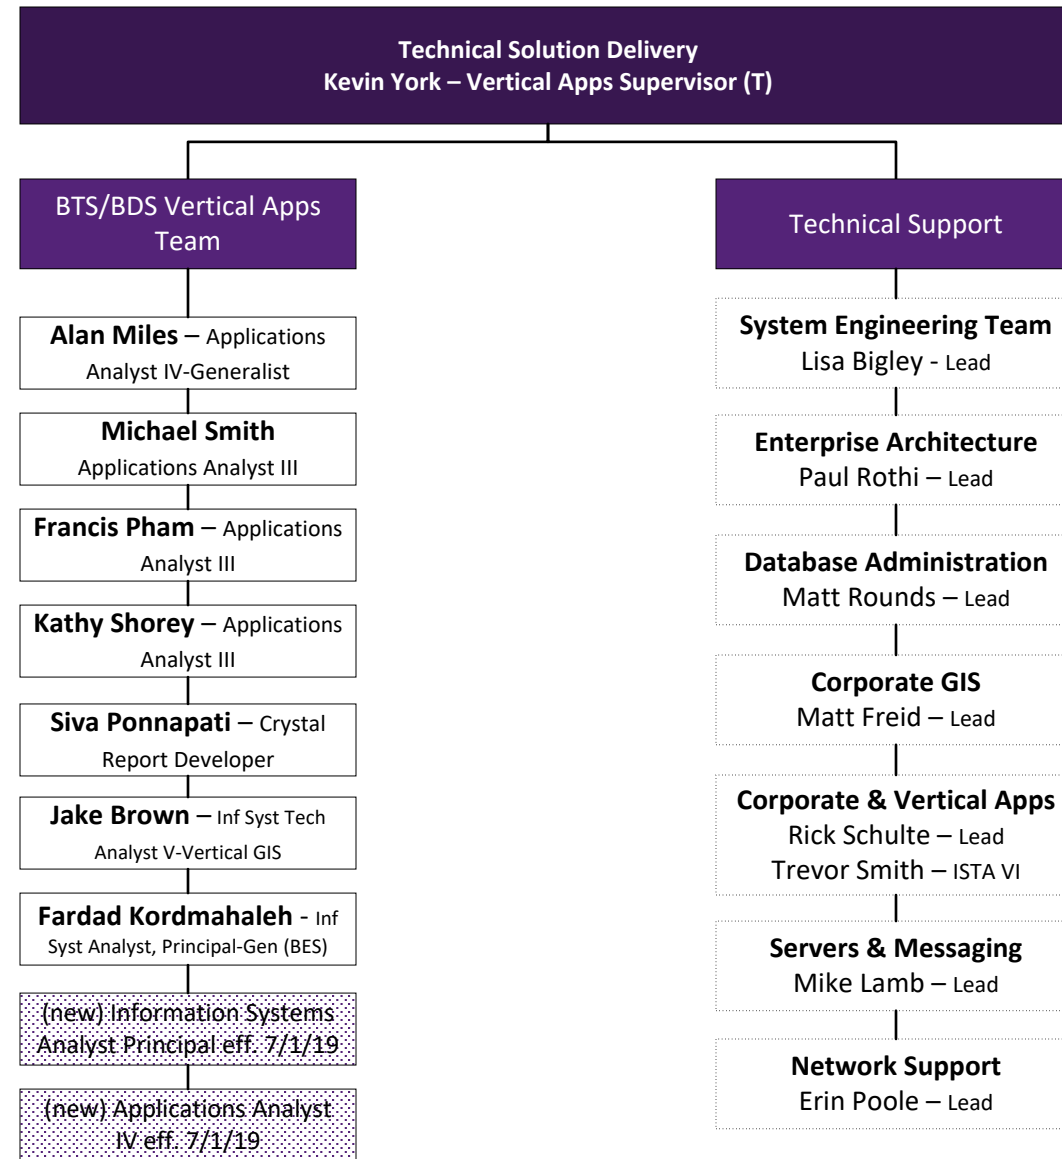 Technical Solution Delivery
Kevin York – Vertical Apps Supervisor (T)
BTS/BDS Vertical Apps
Team
Alan Miles – Applications
Analyst IV-Generalist
Michael Smith
Applications Analyst III
Francis Pham – Applications
Analyst III
Kathy Shorey – Applications
Analyst III
Siva Ponnapati – Crystal
Report Developer
Jake Brown – Inf Syst Tech
Analyst V-Vertical GIS
Fardad Kordmahaleh - Inf
Syst Analyst, Principal-Gen (BES)
(new) Information Systems
Analyst Principal eff. 7/1/19
(new) Applications Analyst
IV eff. 7/1/19
Technical Support
System Engineering Team
Lisa Bigley - Lead
Enterprise Architecture
Paul Rothi – Lead
Database Administration
Matt Rounds – Lead
Corporate GIS
Matt Freid – Lead
Corporate & Vertical Apps
Rick Schulte – Lead
Trevor Smith – ISTA VI
Servers & Messaging
Mike Lamb – Lead
Network Support
Erin Poole – Lead